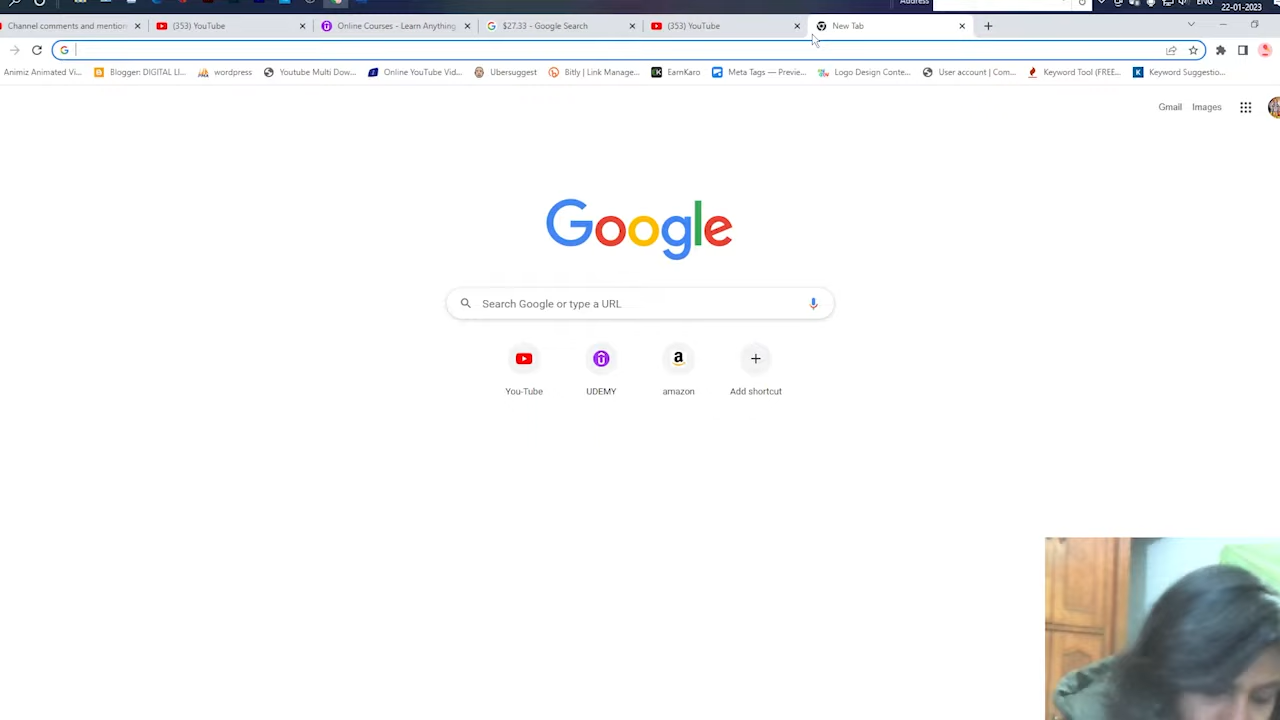 Address
ENG
22-01-2023
Channel comments and mention
(353) YouTube
Online Courses - Learn Anything
$27.33 - Google Search
(353) YouTube
New Tab
Animiz Animated Vi...
Blogger: DIGITAL LI...
wordpress
Youtube Multi Dow...
Online YouTube Vid...
Ubersuggest
Bitly | Link Manage...
EarnKaro
Meta Tags — Previe...
Logo Design Conte...
User account | Com...
Keyword Tool (FREE...
Keyword Suggestio...
Gmail
Images
Google
Search Google or type a URL
You-Tube
UDEMY
amazon
Add shortcut